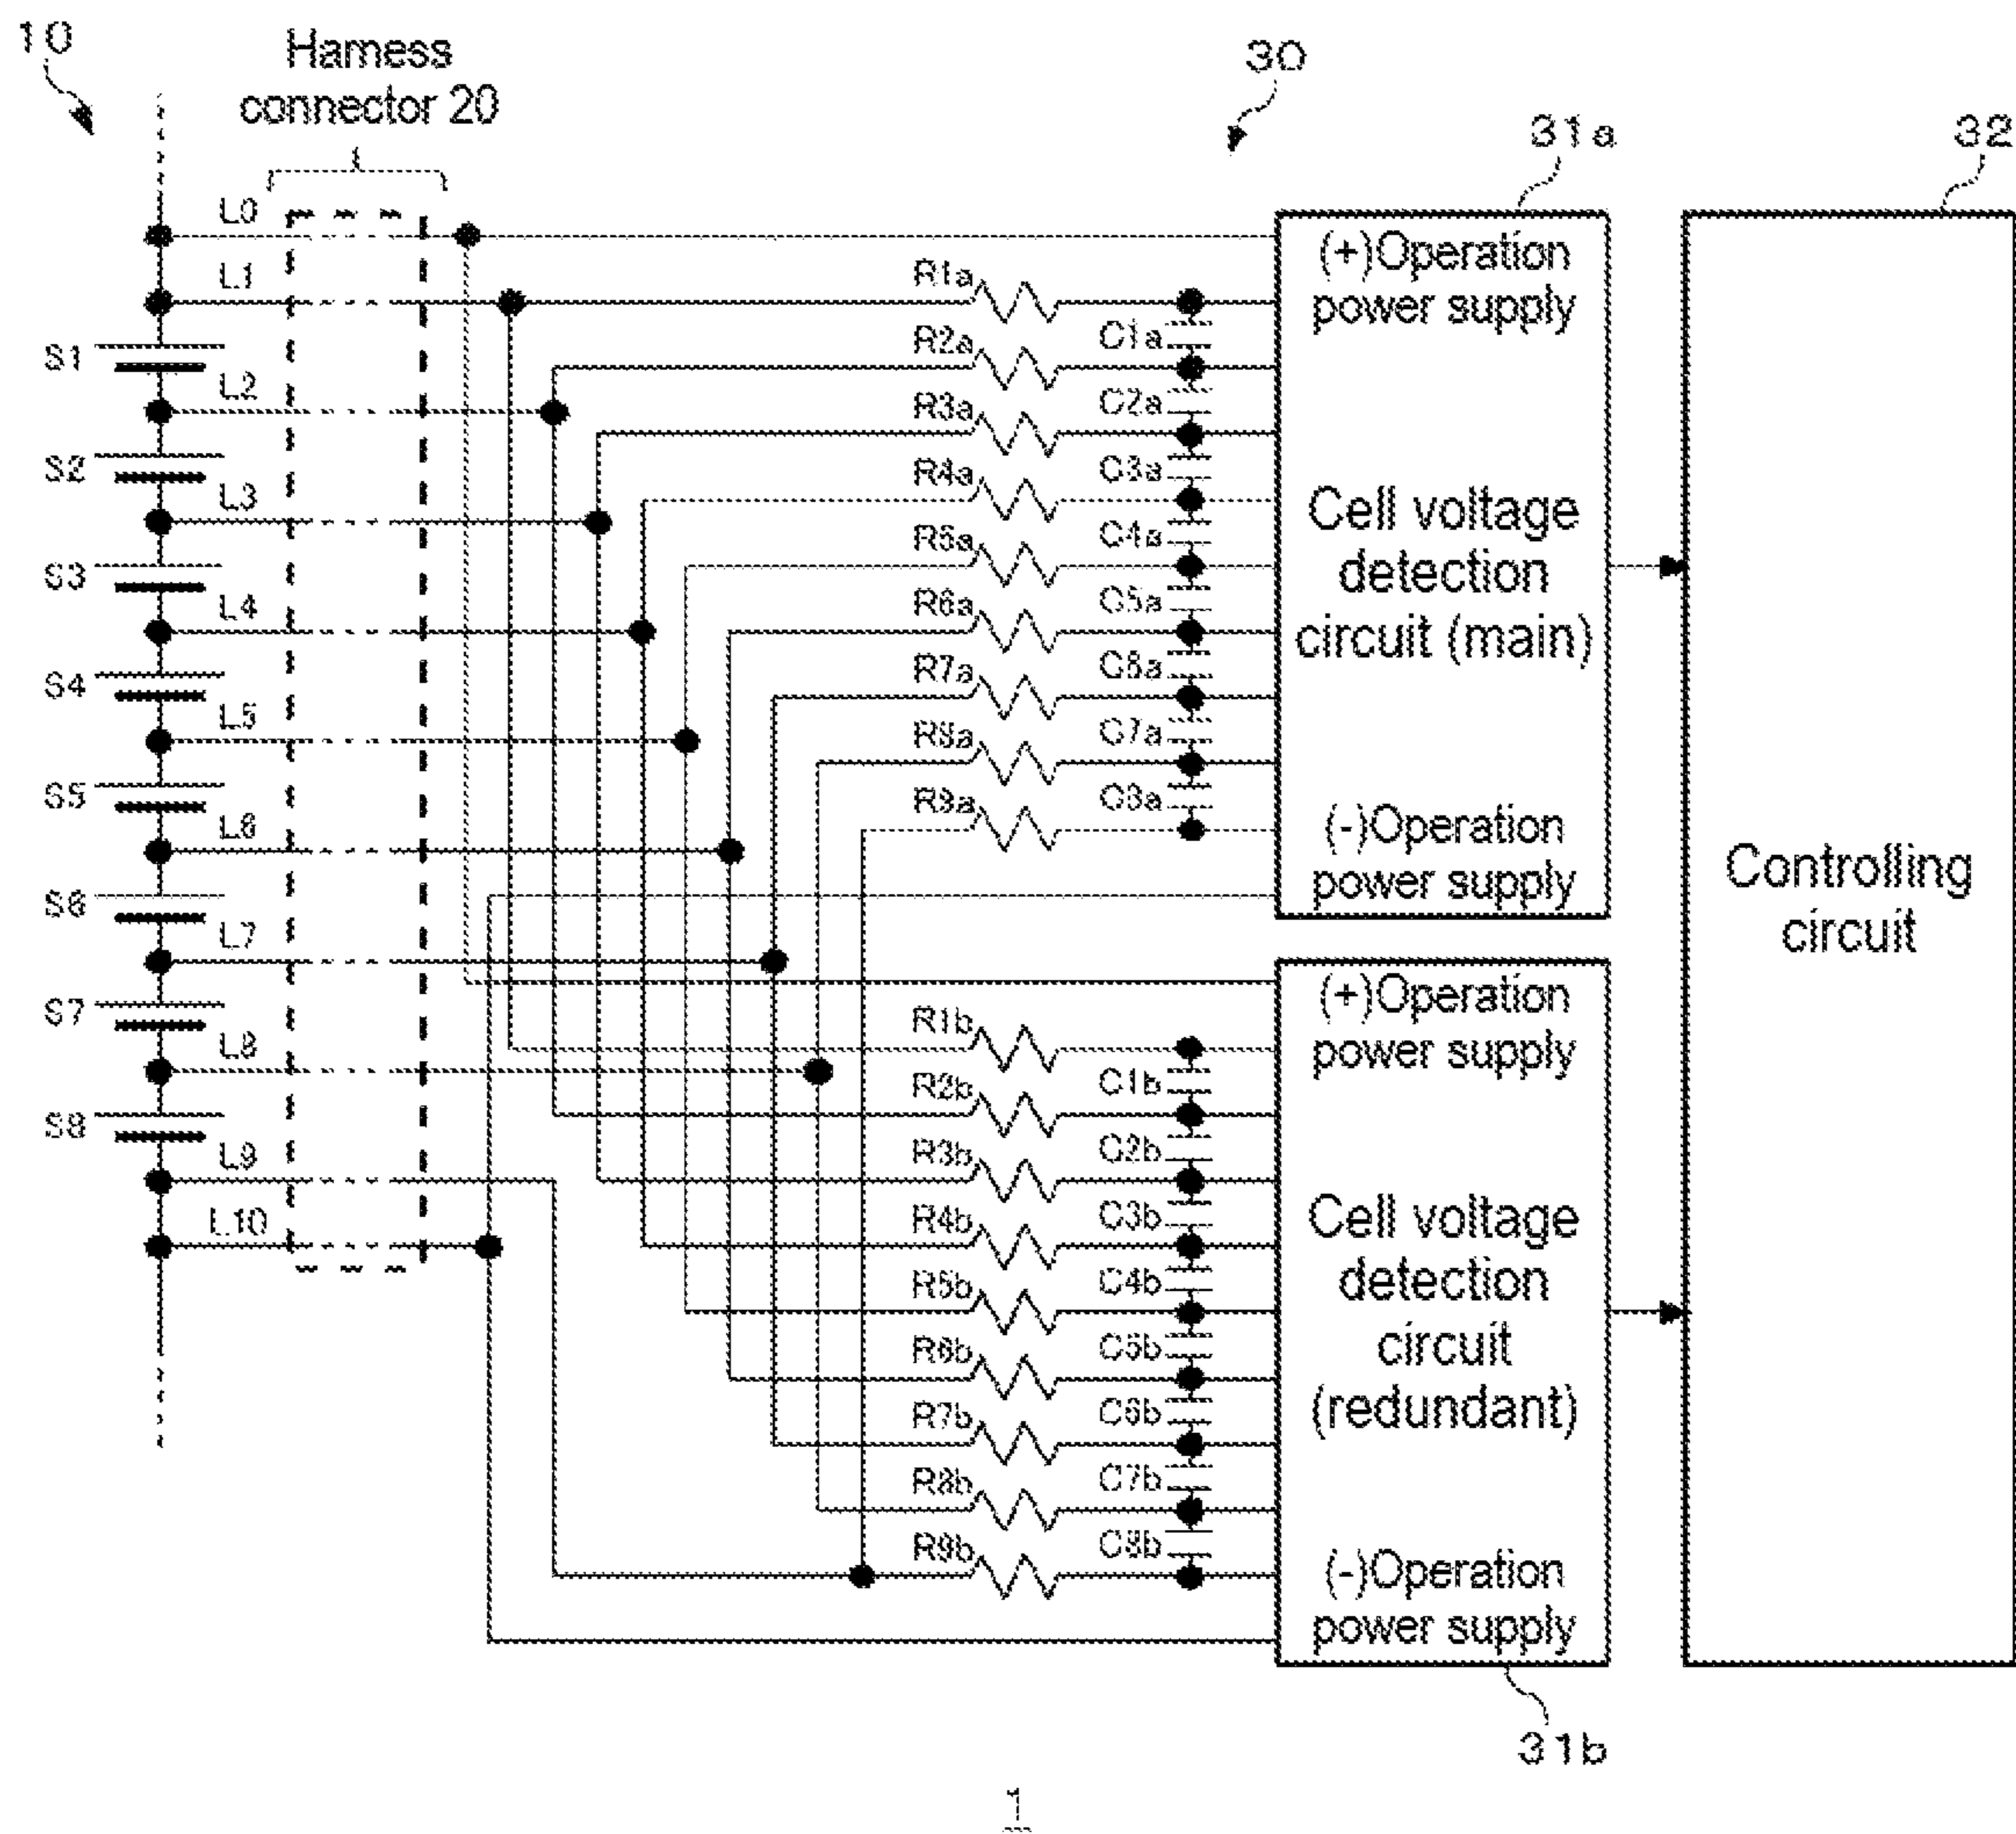 10
Harness
connector 20
30
31a
32
L0
L1
L2
L3
L4
L5
L6
L7
L8
L9
L10
S1
S2
S3
S4
S5
S6
S7
S8
R1a
R2a
R3a
R4a
R5a
R6a
R7a
R8a
R9a
C1a
C2a
C3a
C4a
C5a
C6a
C7a
C8a
(+)Operation
power supply
Cell voltage
detection
circuit (main)
(-)Operation
power supply
Controlling
circuit
R1b
R2b
R3b
R4b
R5b
R6b
R7b
R8b
R9b
C1b
C2b
C3b
C4b
C5b
C6b
C7b
C8b
(+)Operation
power supply
Cell voltage
detection
circuit
(redundant)
(-)Operation
power supply
31b
1